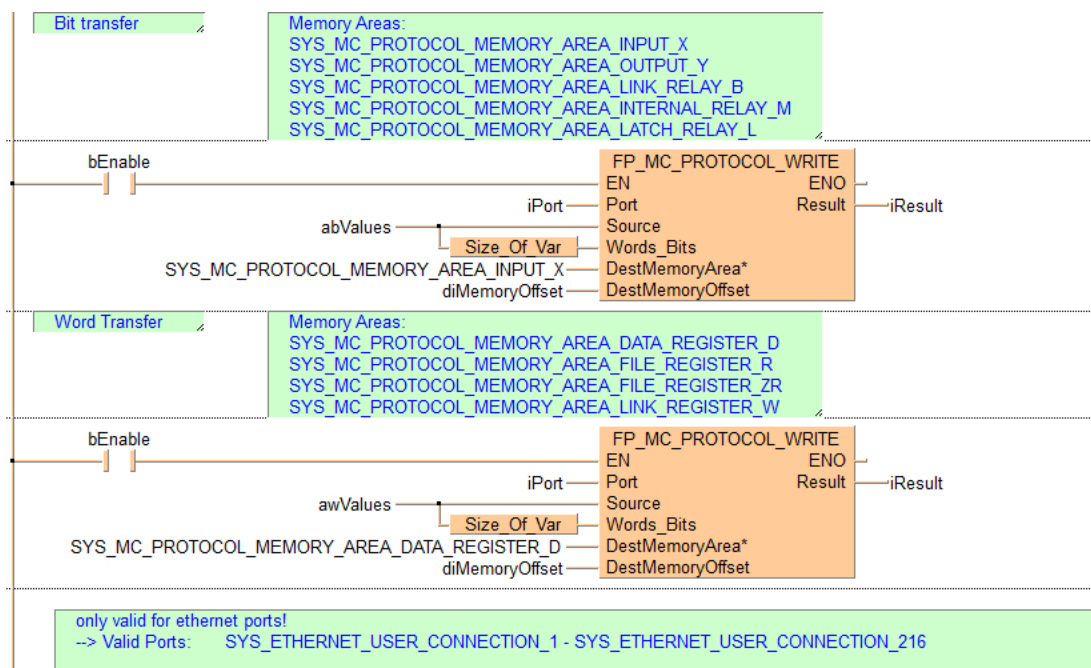 Bit transfer
Memory Areas:
SYS_MC_PROTOCOL_MEMORY_AREA_INPUT_X
SYS_MC_PROTOCOL_MEMORY_AREA_OUTPUT_Y
SYS_MC_PROTOCOL_MEMORY_AREA_LINK_RELAY_B
SYS_MC_PROTOCOL_MEMORY_AREA_INTERNAL_RELAY_M
SYS_MC_PROTOCOL_MEMORY_AREA_LATCH_RELAY_L
bEnable
FP_MC_PROTOCOL_WRITE
EN ENO
iPort Port Result iResult
abValues Source
Size_Of_Var Words_Bits
SYS_MC_PROTOCOL_MEMORY_AREA_INPUT_X DestMemoryArea*
diMemoryOffset DestMemoryOffset
Word Transfer
Memory Areas:
SYS_MC_PROTOCOL_MEMORY_AREA_DATA_REGISTER_D
SYS_MC_PROTOCOL_MEMORY_AREA_FILE_REGISTER_R
SYS_MC_PROTOCOL_MEMORY_AREA_FILE_REGISTER_ZR
SYS_MC_PROTOCOL_MEMORY_AREA_LINK_REGISTER_W
bEnable
FP_MC_PROTOCOL_WRITE
EN ENO
iPort Port Result iResult
awValues Source
Size_Of_Var Words_Bits
SYS_MC_PROTOCOL_MEMORY_AREA_DATA_REGISTER_D DestMemoryArea*
diMemoryOffset DestMemoryOffset
only valid for ethernet ports!
--> Valid Ports: SYS_ETHERNET_USER_CONNECTION_1 - SYS_ETHERNET_USER_CONNECTION_216